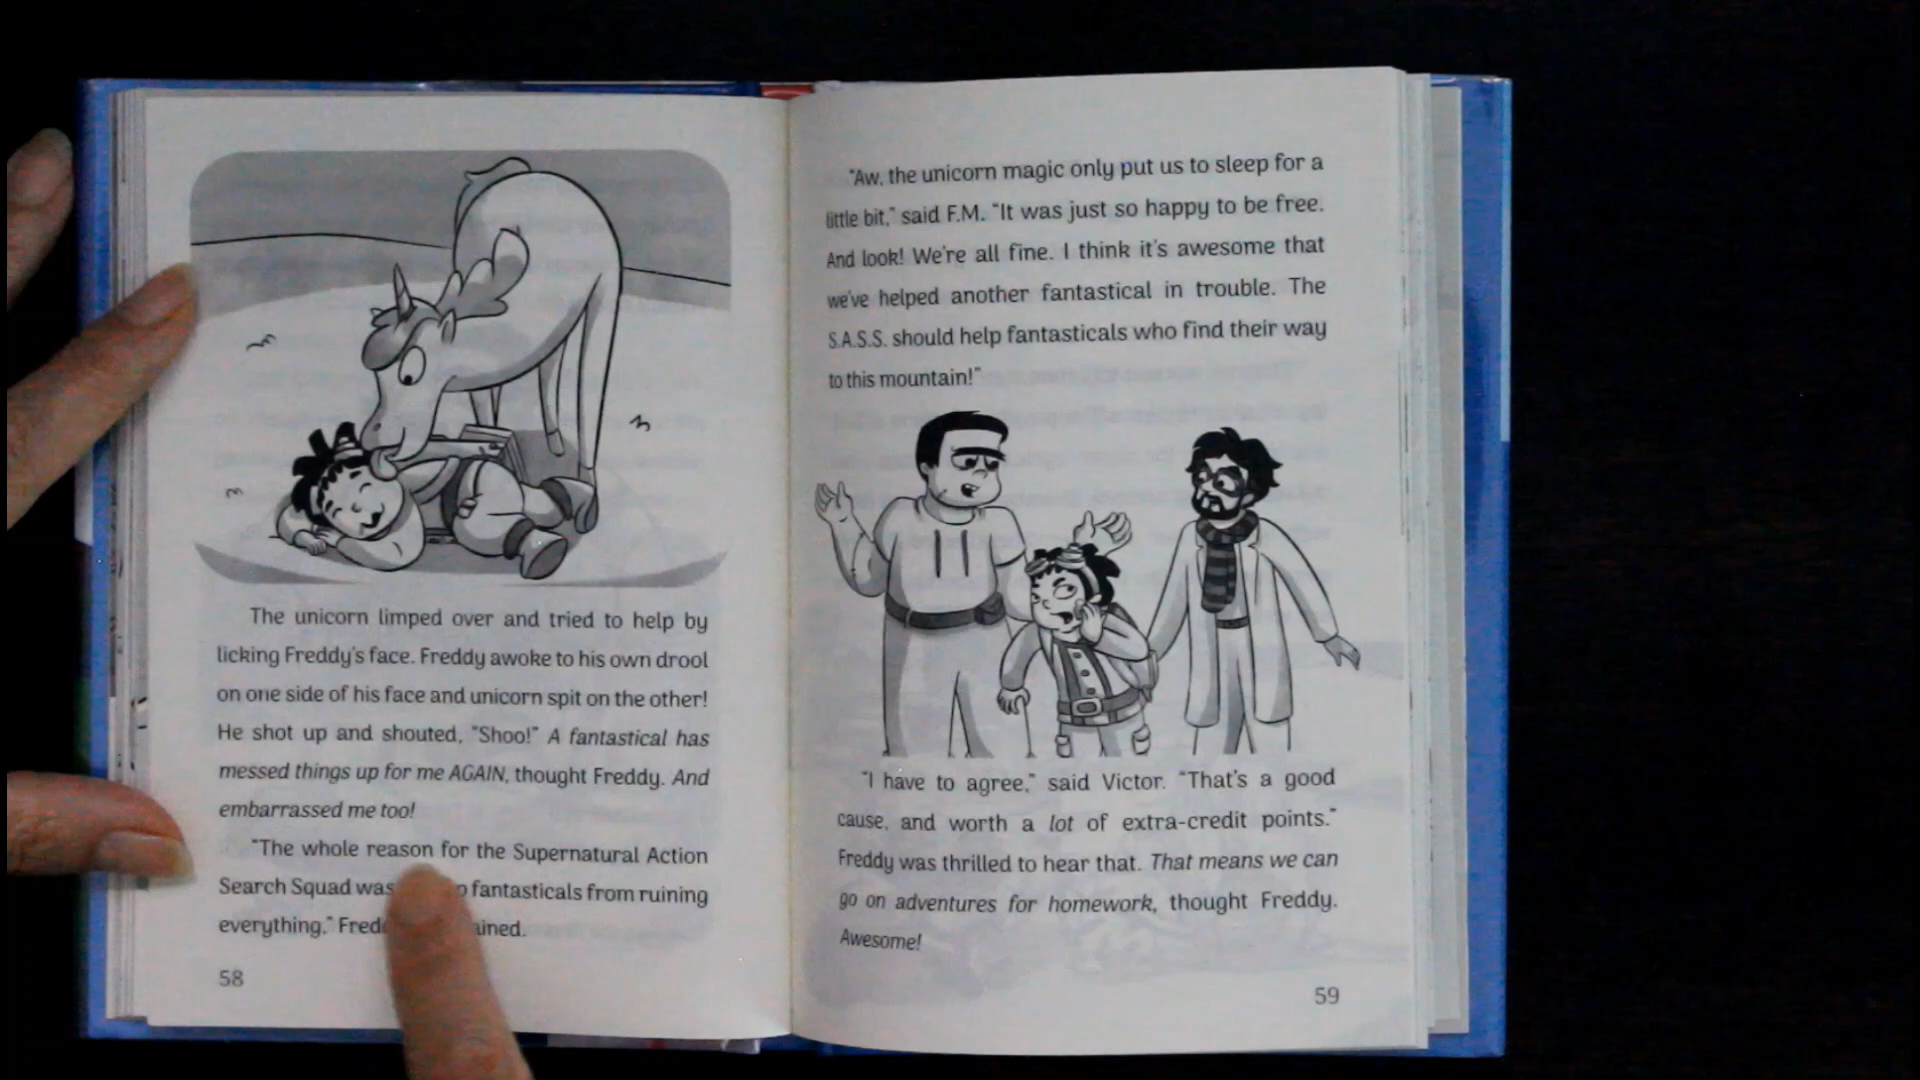 The unicorn limped over and tried to help by
licking Freddy's face. Freddy awoke to his own drool
on one side of his face and unicorn spit on the other!
He shot up and shouted, "Shoo!" A fantastical has
messed things up for me AGAIN, thought Freddy. And
embarrassed me too!
"The whole reason for the Supernatural Action
Search Squad was fantasticals from ruining
everything,"
58
"Aw, the unicorn magic only put us to sleep for a
little bit," said F.M. "It was just so happy to be free.
And look! We're all fine. I think it's awesome that
we've helped another fantastical in trouble. The
S.A.S.S. should help fantasticals who find their way
to this mountain!"
"I have to agree," said Victor. "That's a good
cause, and worth a lot of extra-credit points."
Freddy was thrilled to hear that. That means we can
go on adventures for homework, thought Freddy.
Awesome!
59